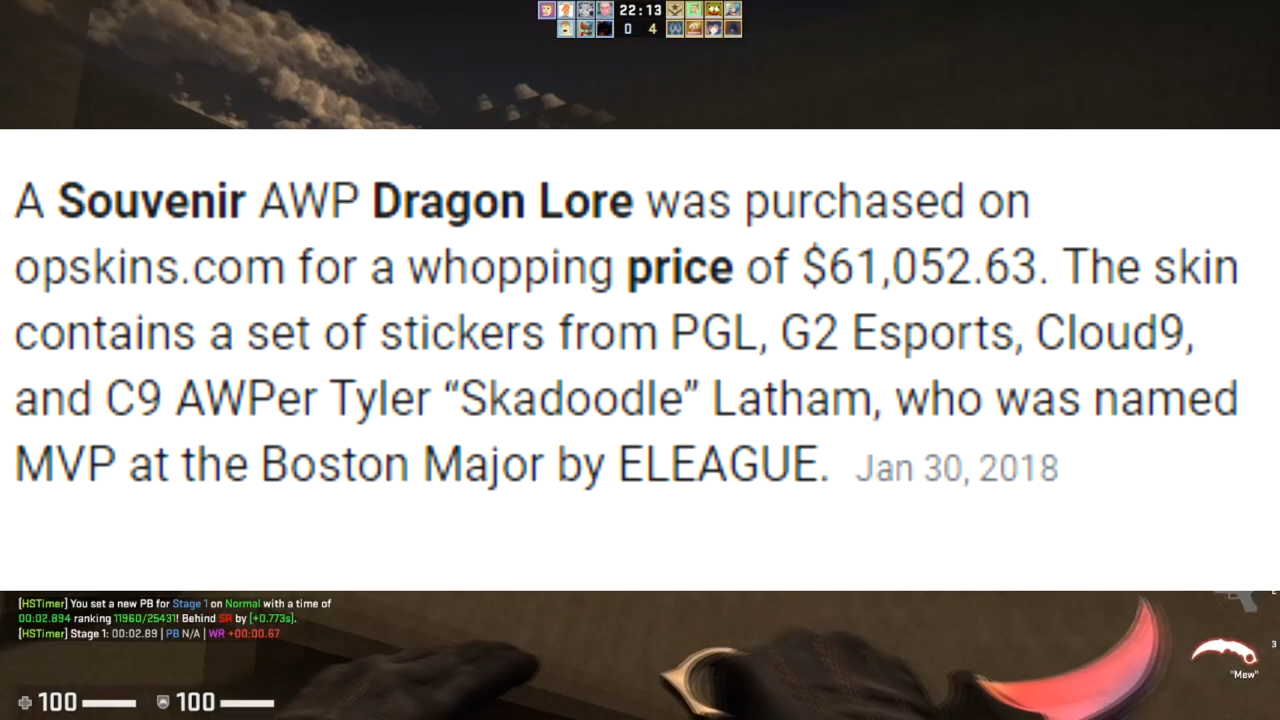 22:13
0 4
A Souvenir AWP Dragon Lore was purchased on
opskins.com for a whopping price of $61,052.63. The skin
contains a set of stickers from PGL, G2 Esports, Cloud9,
and C9 AWPer Tyler “Skadoodle” Latham, who was named
MVP at the Boston Major by ELEAGUE. Jan 30, 2018
[HSTimer] You set a new PB for Stage 1 on Normal with a time of
00:02.894 ranking 11960/25431! Behind SR by [+0.773s].
[HSTimer] Stage 1: 00:02.89 | PB N/A | WR +00:00.67
3
"Mew"
100 100